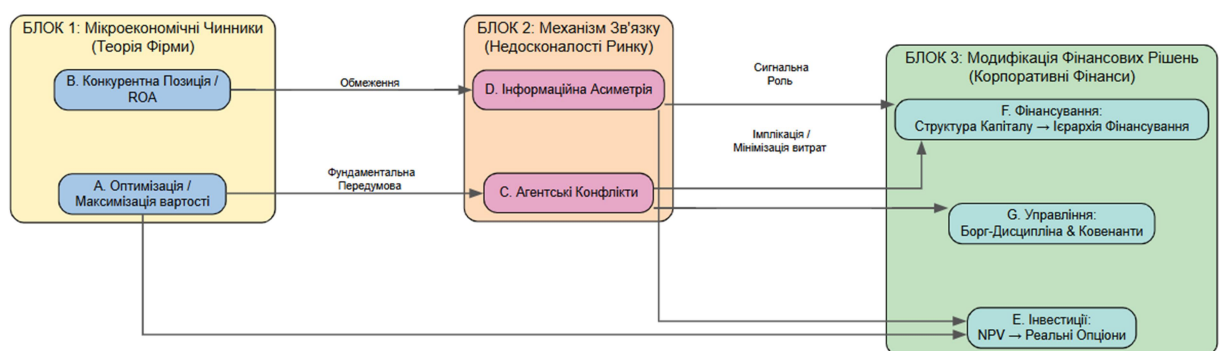 БЛОК 1: Мікроекономічні Чинники
(Теорія Фірми)
B. Конкурентна Позиція /
ROA
A. Оптимізація /
Максимізація вартості
Обмеження
Фундаментальна
Передумова
БЛОК 2: Механізм Зв'язку
(Недосконалості Ринку)
D. Інформаційна Асиметрія
C. Агентські Конфлікти
Сигнальна
Роль
Імплікація /
Мінімізація витрат
БЛОК 3: Модифікація Фінансових Рішень
(Корпоративні Фінанси)
F. Фінансування:
Структура Капіталу → Ієрархія Фінансування
G. Управління:
Борг-Дисципліна & Ковенанти
E. Інвестиції:
NPV → Реальні Опціони